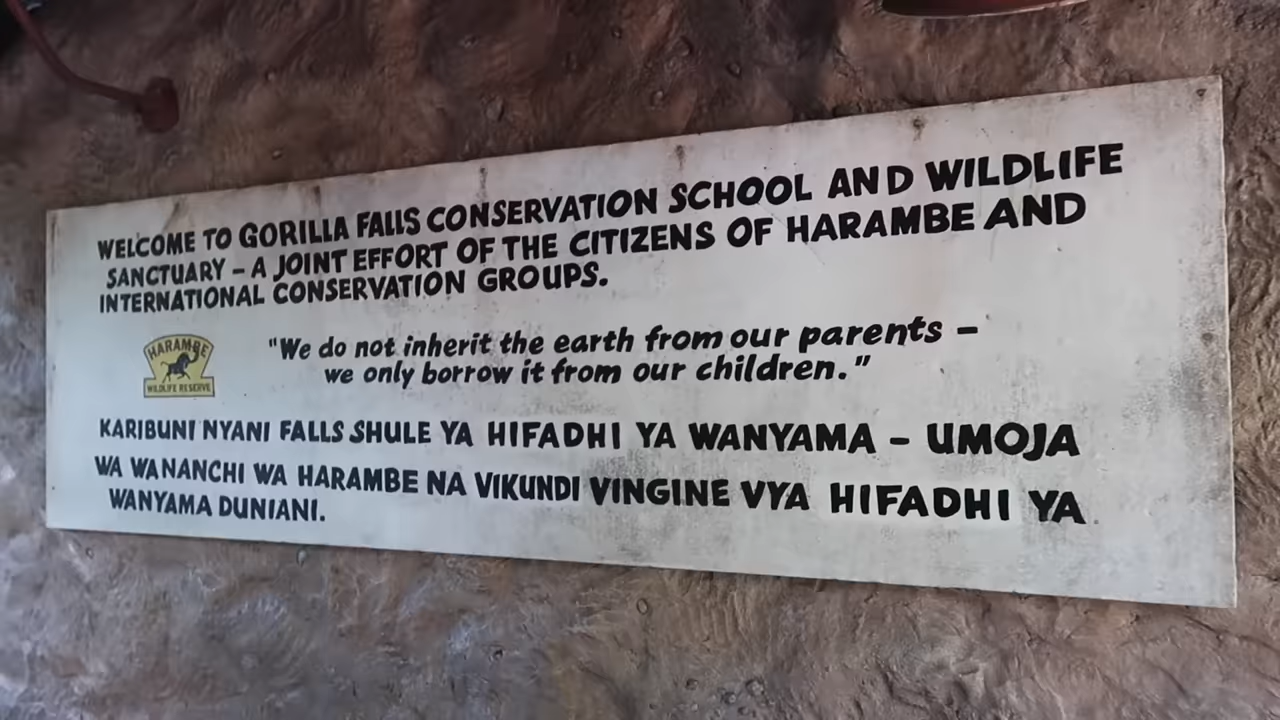 WELCOME TO GORILLA FALLS CONSERVATION SCHOOL AND WILDLIFE
SANCTUARY – A JOINT EFFORT OF THE CITIZENS OF HARAMBE AND
INTERNATIONAL CONSERVATION GROUPS.
HARAMBE
WILDLIFE RESERVE
"We do not inherit the earth from our parents –
we only borrow it from our children."
KARIBUNI NYANI FALLS SHULE YA HIFADHI YA WANYAMA – UMOJA
WA WANANCHI WA HARAMBE NA VIKUNDI VINGINE VYA HIFADHI YA
WANYAMA DUNIANI.